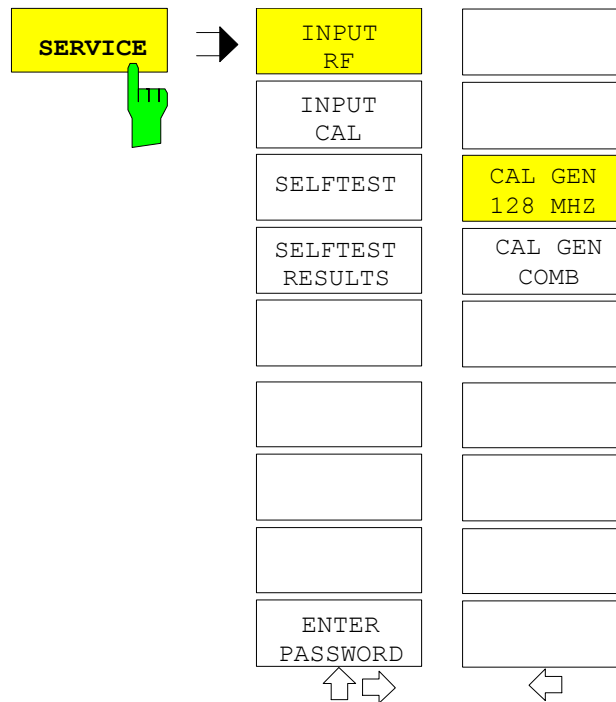 SERVICE
INPUT
RF
INPUT
CAL
SELFTEST
SELFTEST
RESULTS
ENTER
PASSWORD
CAL GEN
128 MHZ
CAL GEN
COMB